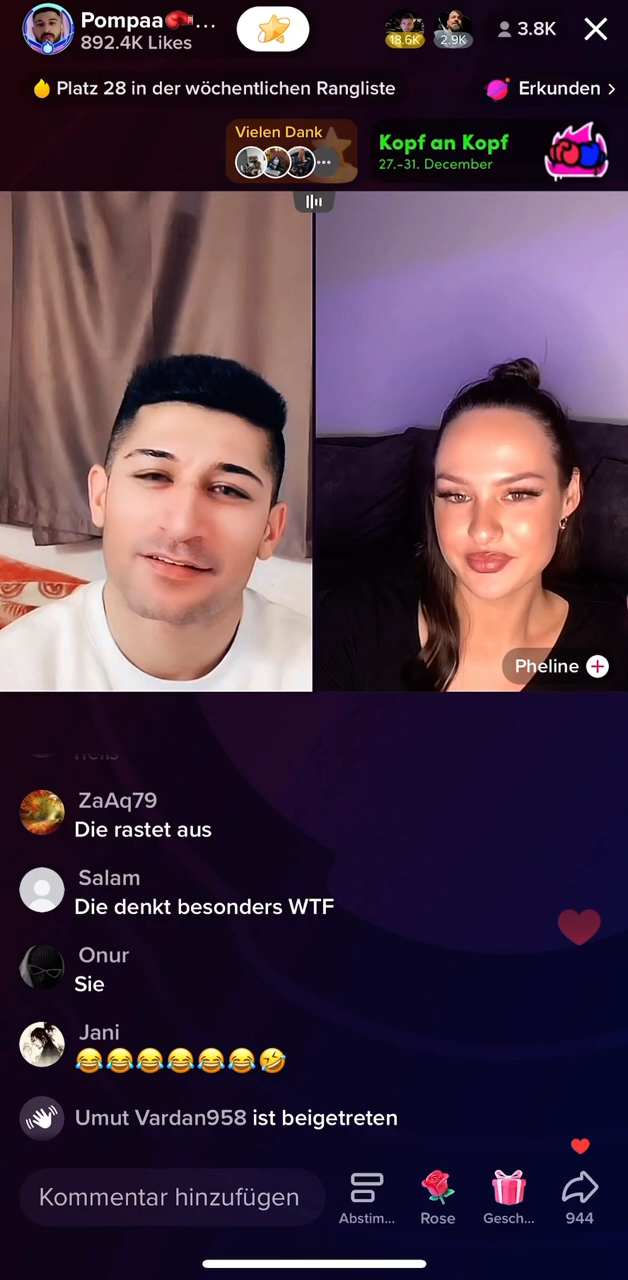 Pompaa🥊...
892.4K Likes
18.6K
2.9K
3.8K
Platz 28 in der wöchentlichen Rangliste
Erkunden >
Vielen Dank
Kopf an Kopf
27.-31. December
Pheline +
ZaAq79
Die rastet aus
Salam
Die denkt besonders WTF
Onur
Sie
Jani
😂😂😂😂😂😂🤣
Umut Vardan958 ist beigetreten
Kommentar hinzufügen
Abstim...
Rose
Gesch...
944